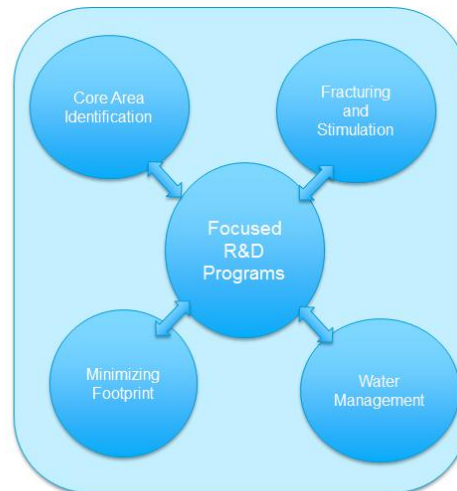 Core Area
Identification
Fracturing
and
Stimulation
Focused
R&D
Programs
Minimizing
Footprint
Water
Management